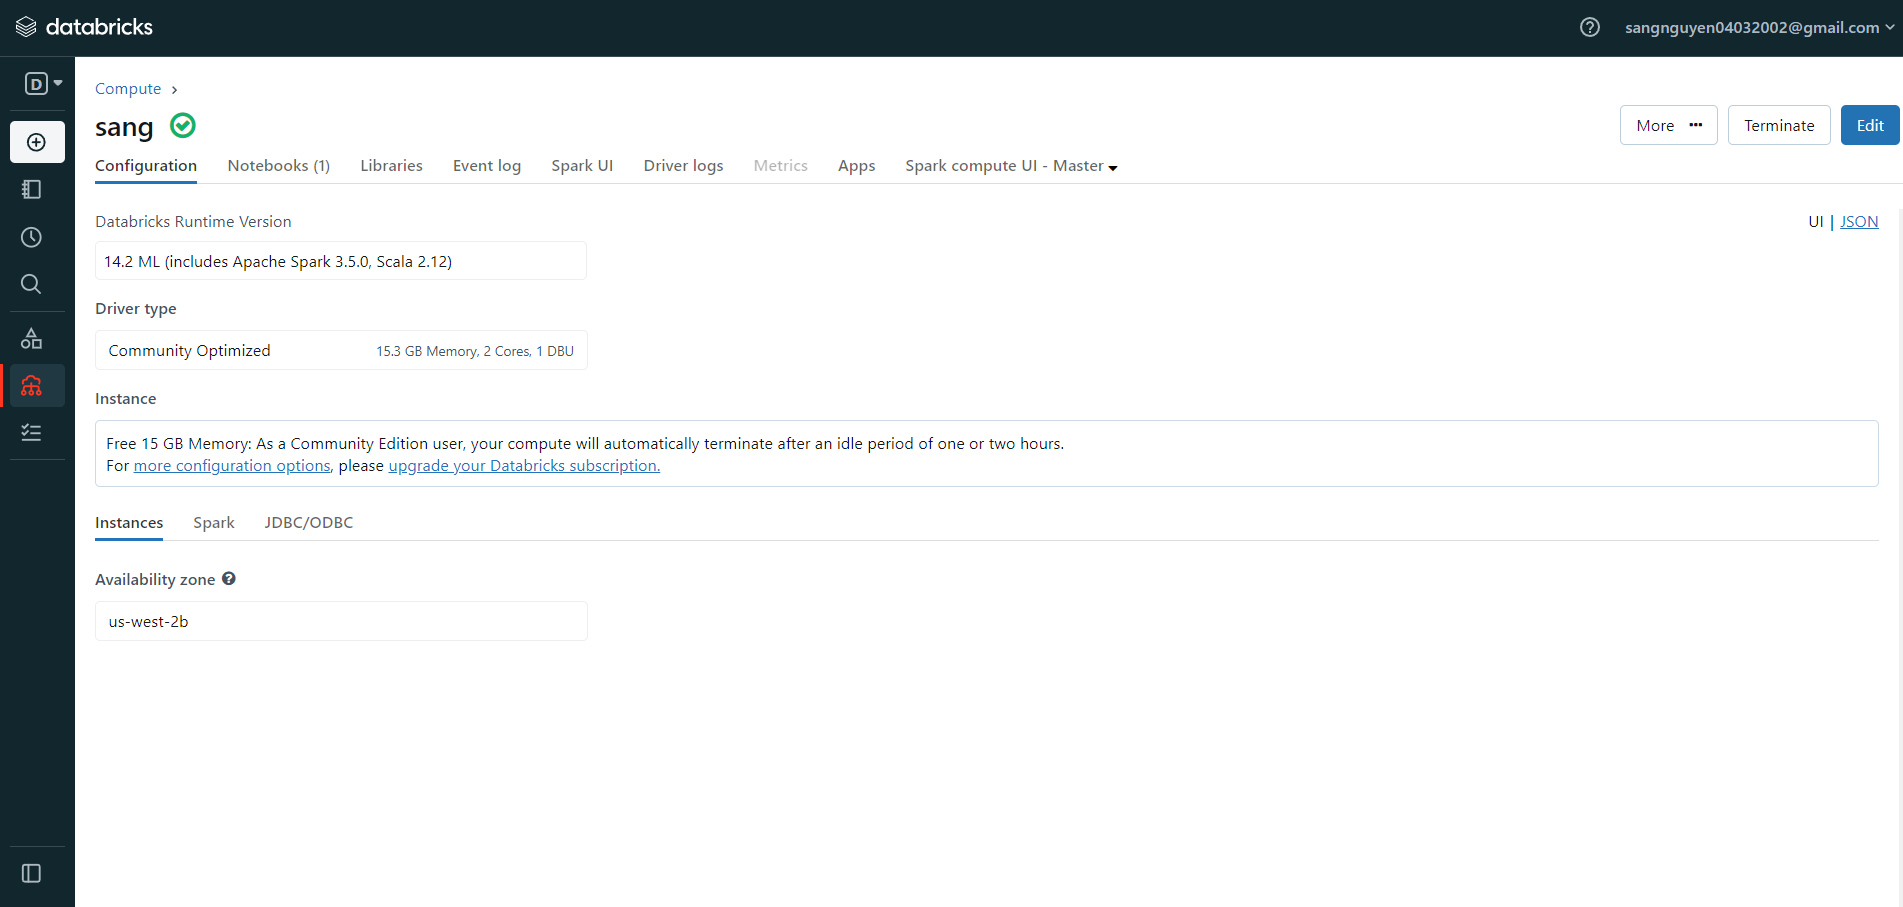 databricks
sangnguyen04032002@gmail.com
D
Compute
sang
More
Terminate
Edit
Configuration Notebooks (1) Libraries Event log Spark UI Driver logs Metrics Apps Spark compute UI - Master
Databricks Runtime Version
UI | JSON
14.2 ML (includes Apache Spark 3.5.0, Scala 2.12)
Driver type
Community Optimized 15.3 GB Memory, 2 Cores, 1 DBU
Instance
Free 15 GB Memory: As a Community Edition user, your compute will automatically terminate after an idle period of one or two hours.
For more configuration options, please upgrade your Databricks subscription.
Instances Spark JDBC/ODBC
Availability zone
us-west-2b